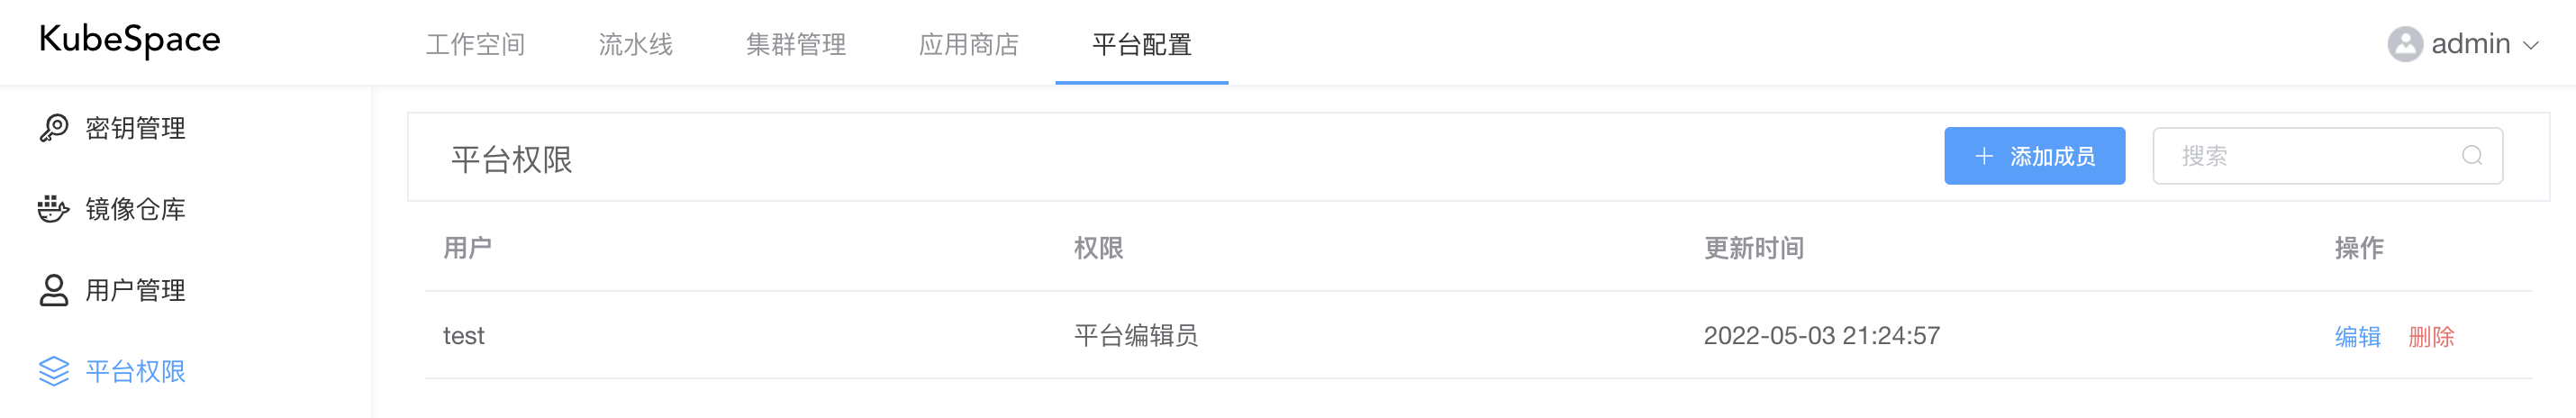 KubeSpace 工作空间 流水线 集群管理 应用商店 平台配置 admin
密钥管理
镜像仓库
用户管理
平台权限
平台权限 添加成员 搜索
用户 权限 更新时间 操作
test 平台编辑员 2022-05-03 21:24:57 编辑 删除